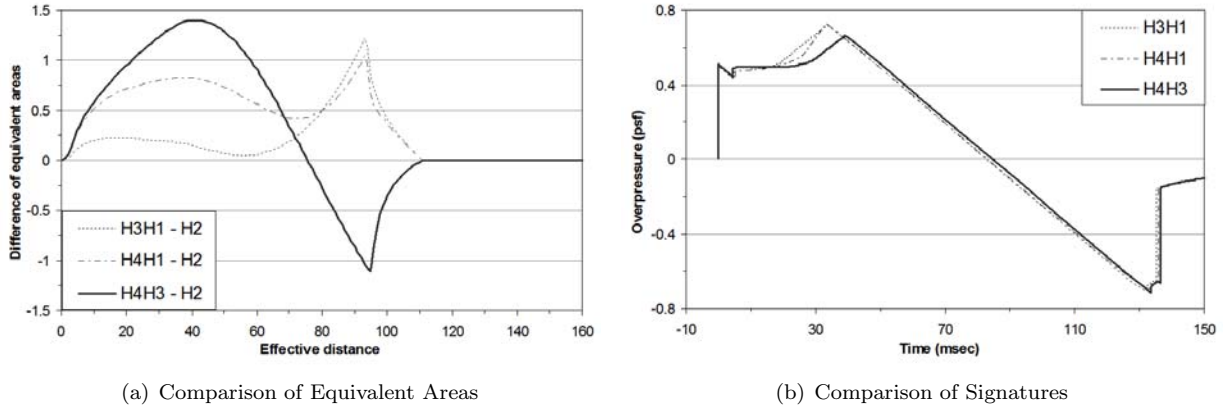 1.5
1
0.5
0
-0.5
-1
-1.5
Difference of equivalent areas
H3H1 - H2
H4H1 - H2
H4H3 - H2
0 20 40 60 80 100 120 140 160
Effective distance
(a) Comparison of Equivalent Areas
0.8
0.4
0
-0.4
-0.8
Overpressure (psf)
H3H1
H4H1
H4H3
-10 30 70 110 150
Time (msec)
(b) Comparison of Signatures